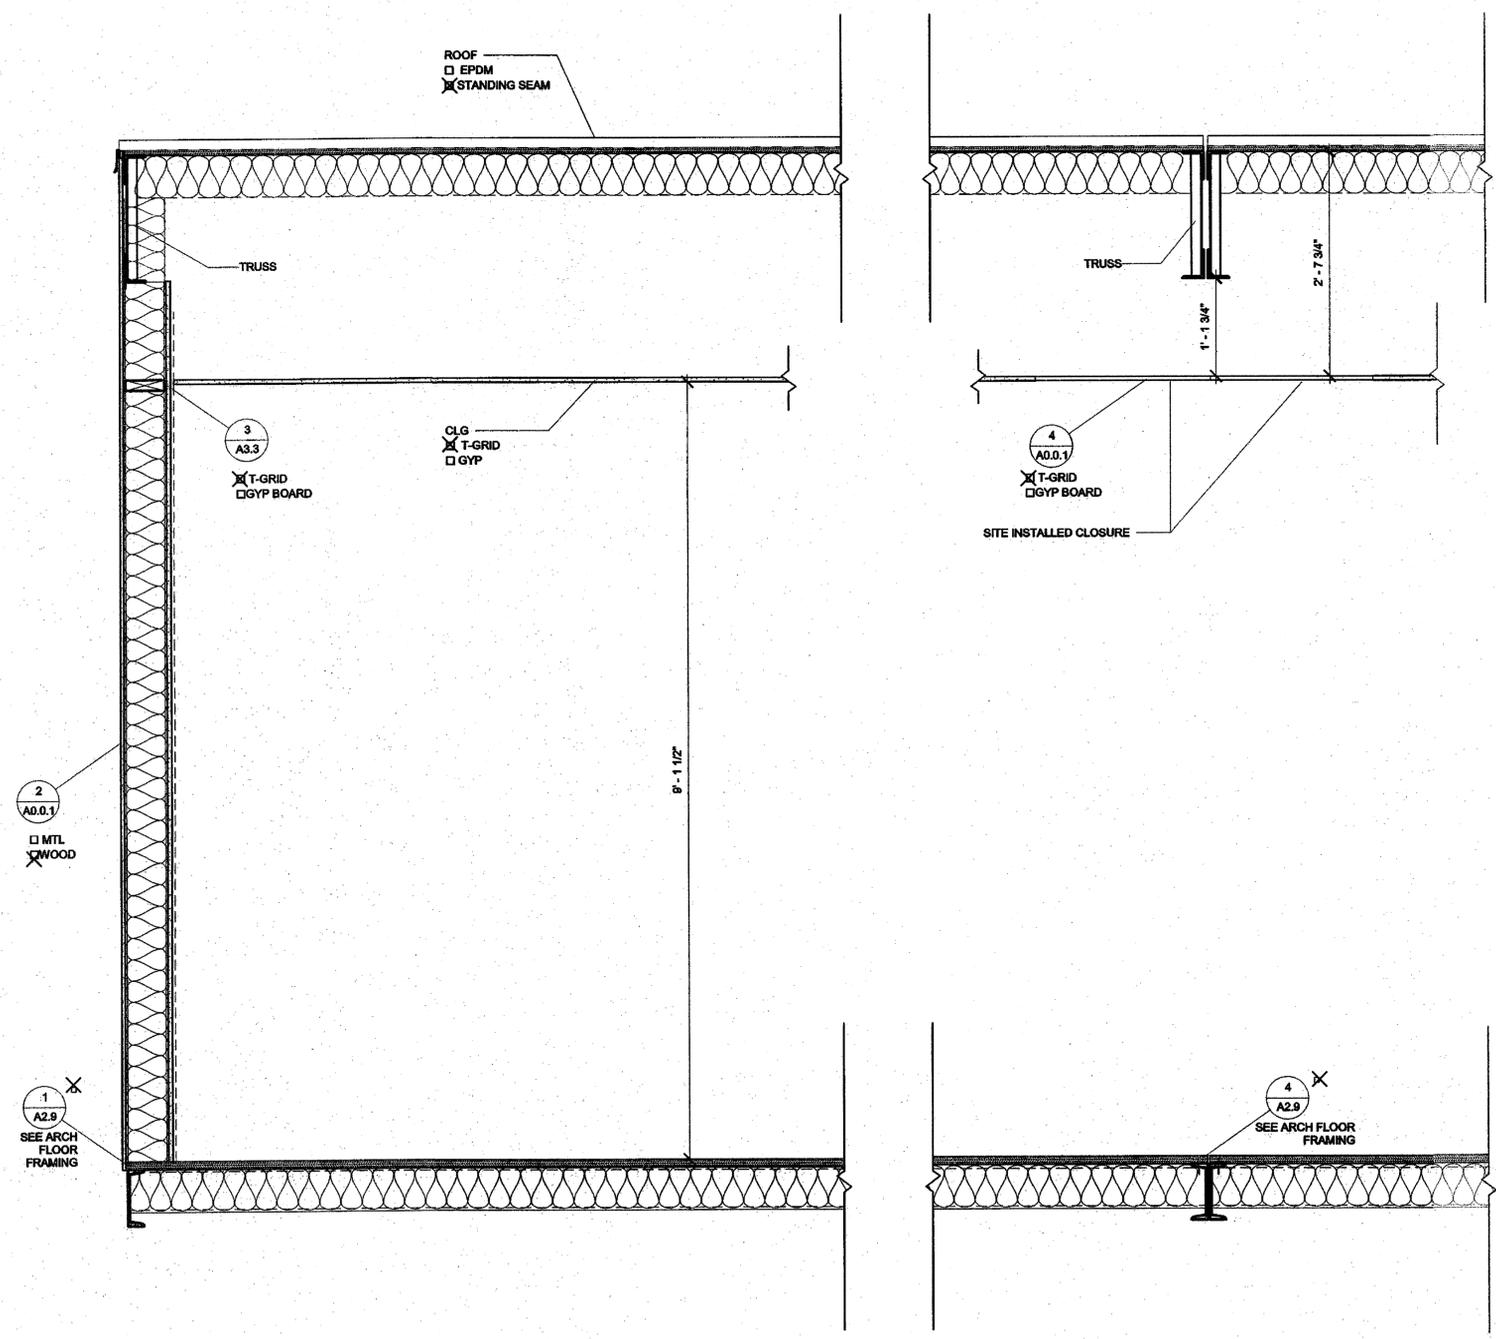 ROOF
EPDM
STANDING SEAM
TRUSS
TRUSS
2' - 7 3/4"
1' - 1 3/4"
3
A3.3
T-GRID
GYP BOARD
CLG
T-GRID
GYP
4
A0.0.1
T-GRID
GYP BOARD
SITE INSTALLED CLOSURE
9' - 1 1/2"
2
A0.0.1
MTL
WOOD
1
A2.9
SEE ARCH
FLOOR
FRAMING
4
A2.9
SEE ARCH FLOOR
FRAMING